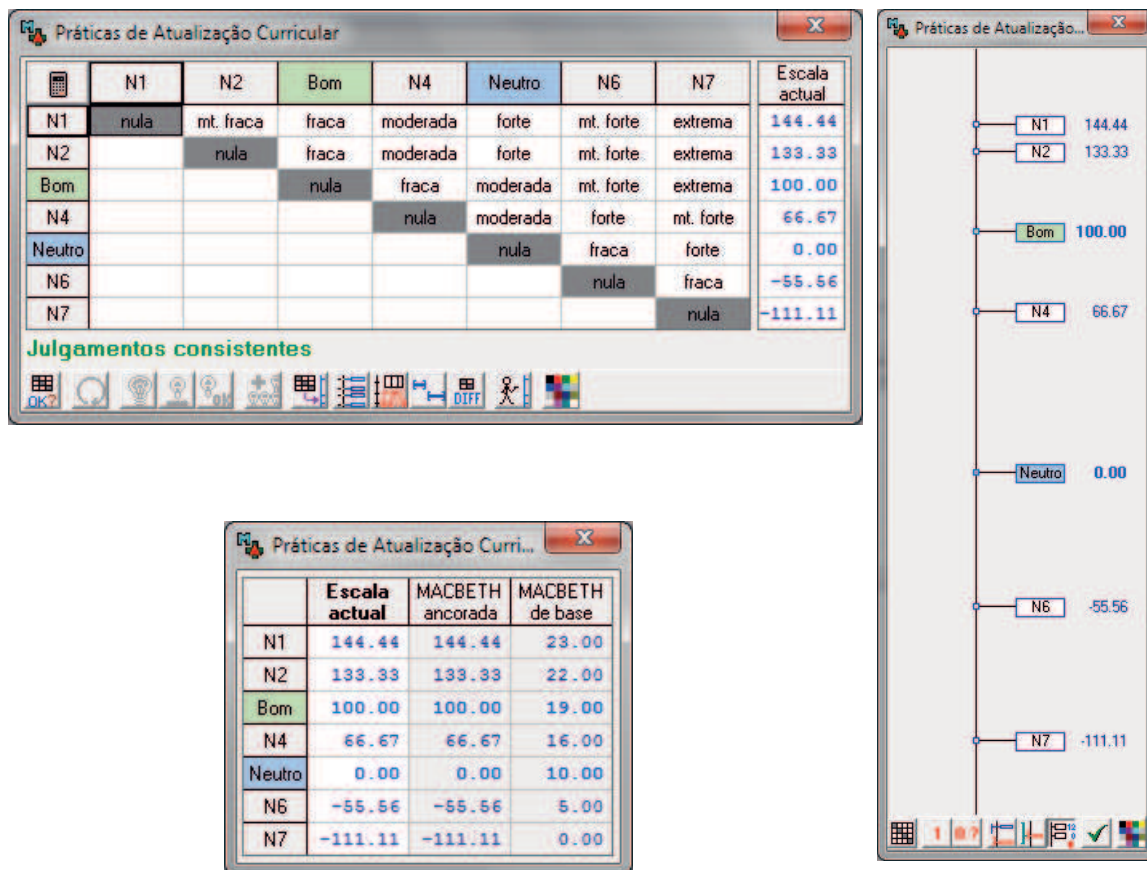 Práticas de Atualização Curricular
N1 N2 Bom N4 Neutro N6 N7 Escala actual
N1 nula mt. fraca fraca moderada forte mt. forte extrema 144.44
N2 nula fraca moderada forte mt. forte extrema 133.33
Bom nula fraca moderada mt. forte extrema 100.00
N4 nula moderada forte mt. forte 66.67
Neutro nula fraca forte 0.00
N6 nula fraca -55.56
N7 nula -111.11
Julgamentos consistentes
OK? DIFF
Práticas de Atualização...
N1 144.44
N2 133.33
Bom 100.00
N4 66.67
Neutro 0.00
N6 -55.56
N7 -111.11
Práticas de Atualização Curri...
Escala actual MACBETH ancorada MACBETH de base
N1 144.44 144.44 23.00
N2 133.33 133.33 22.00
Bom 100.00 100.00 19.00
N4 66.67 66.67 16.00
Neutro 0.00 0.00 10.00
N6 -55.56 -55.56 5.00
N7 -111.11 -111.11 0.00